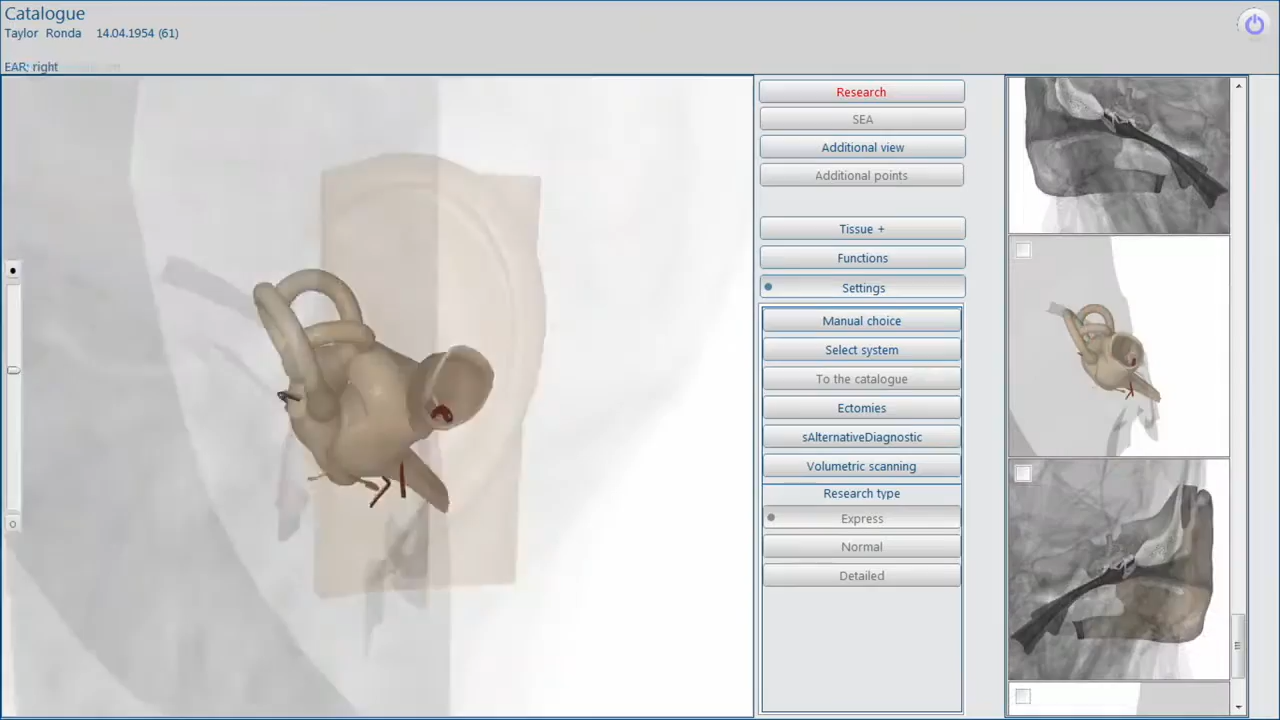 Catalogue
Taylor Ronda 14.04.1954 (61)
EAR; right
Research
SEA
Additional view
Additional points
Tissue +
Functions
Settings
Manual choice
Select system
To the catalogue
Ectomies
sAlternativeDiagnostic
Volumetric scanning
Research type
Express
Normal
Detailed